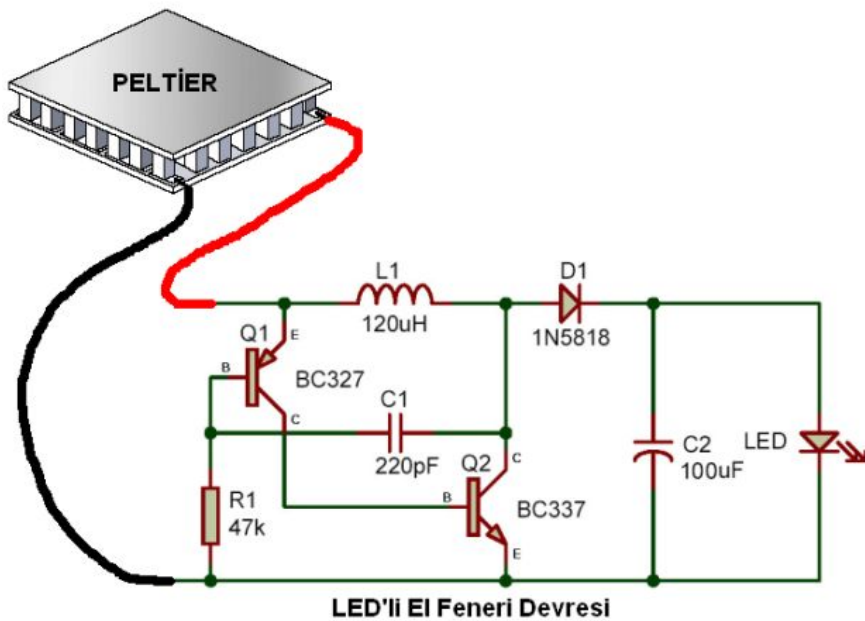 PELTİER
L1
120uH
D1
1N5818
Q1
E
B
BC327
C
C1
220pF
Q2
C
B
BC337
E
R1
47k
C2
100uF
LED
LED'li El Feneri Devresi